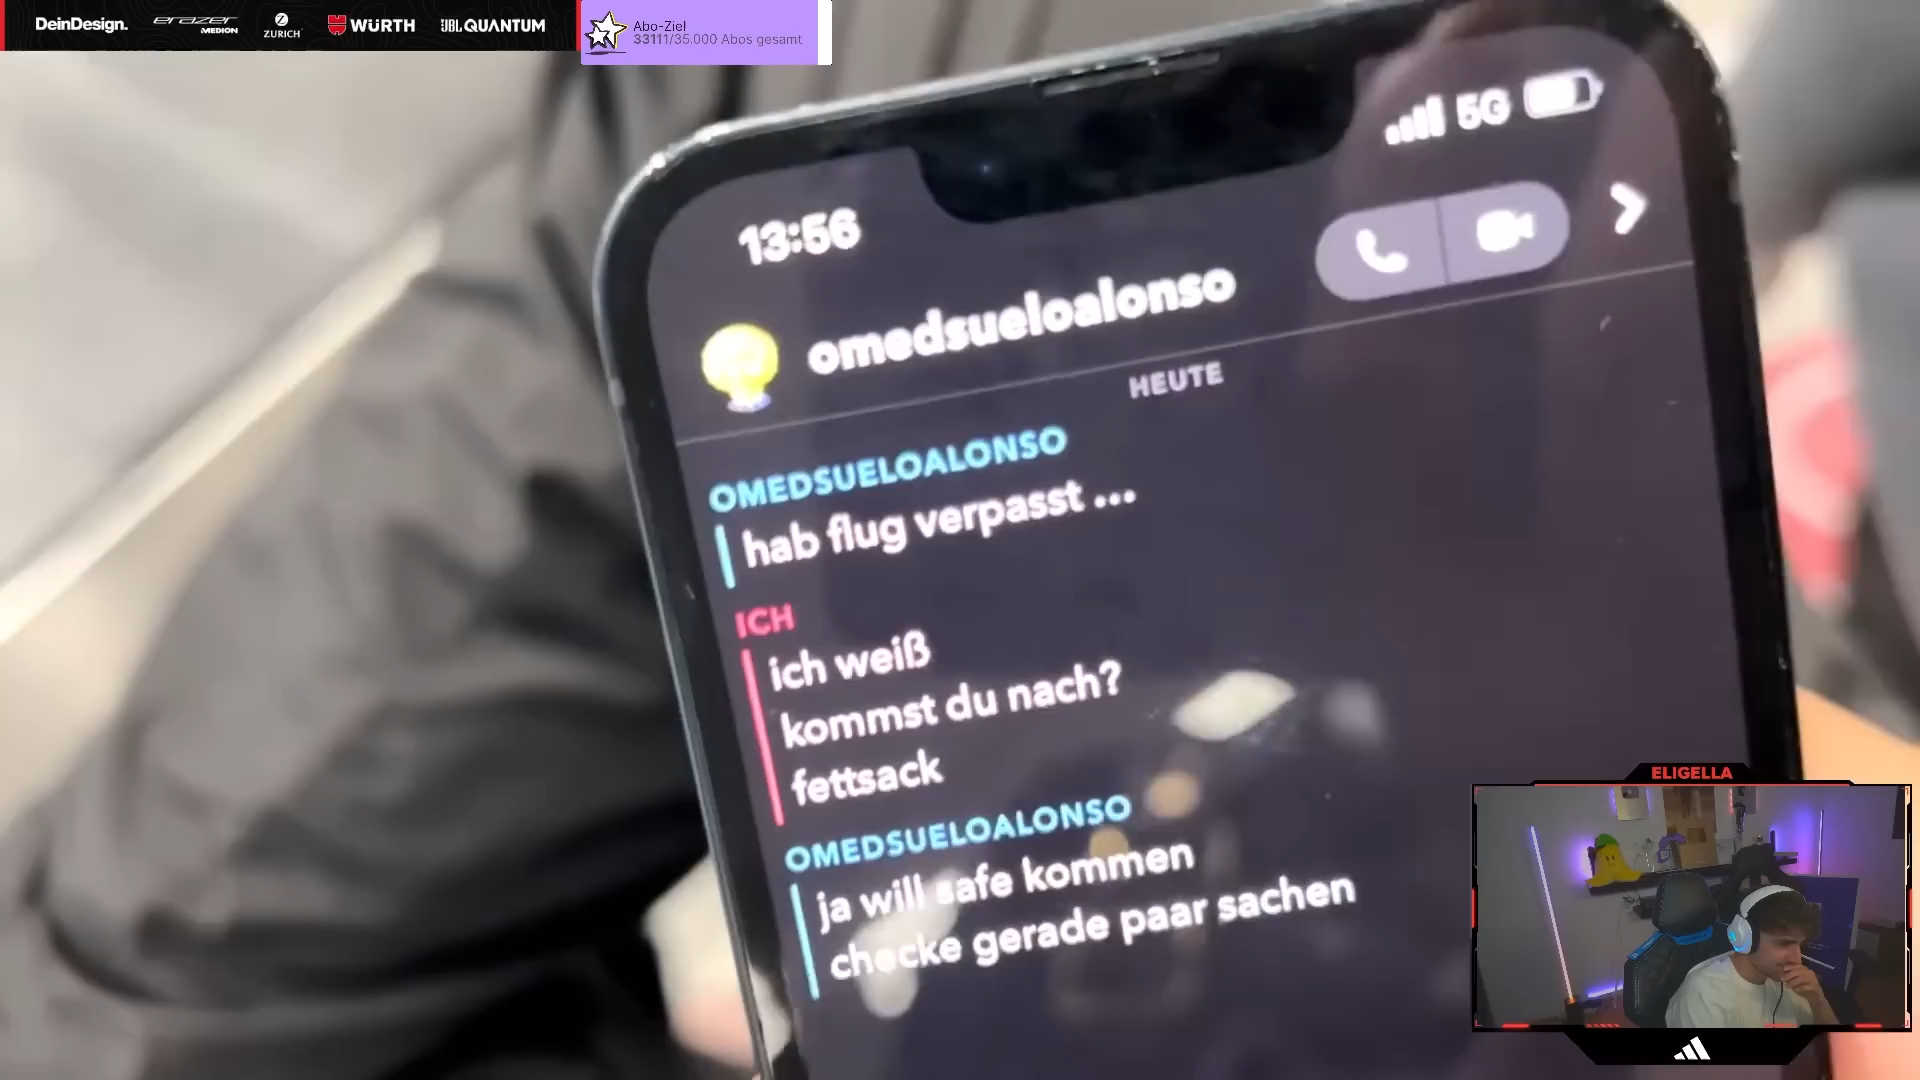 DeinDesign.
erazer
MEDION
ZURICH
WÜRTH
JBL QUANTUM
Abo-Ziel
33111/35.000 Abos gesamt
5G
13:56
omedsueloalonso
HEUTE
OMEDSUELOALONSO
hab flug verpasst ...
ICH
ich weiß
kommst du nach?
fettsack
OMEDSUELOALONSO
ja will safe kommen
checke gerade paar sachen
ELIGELLA